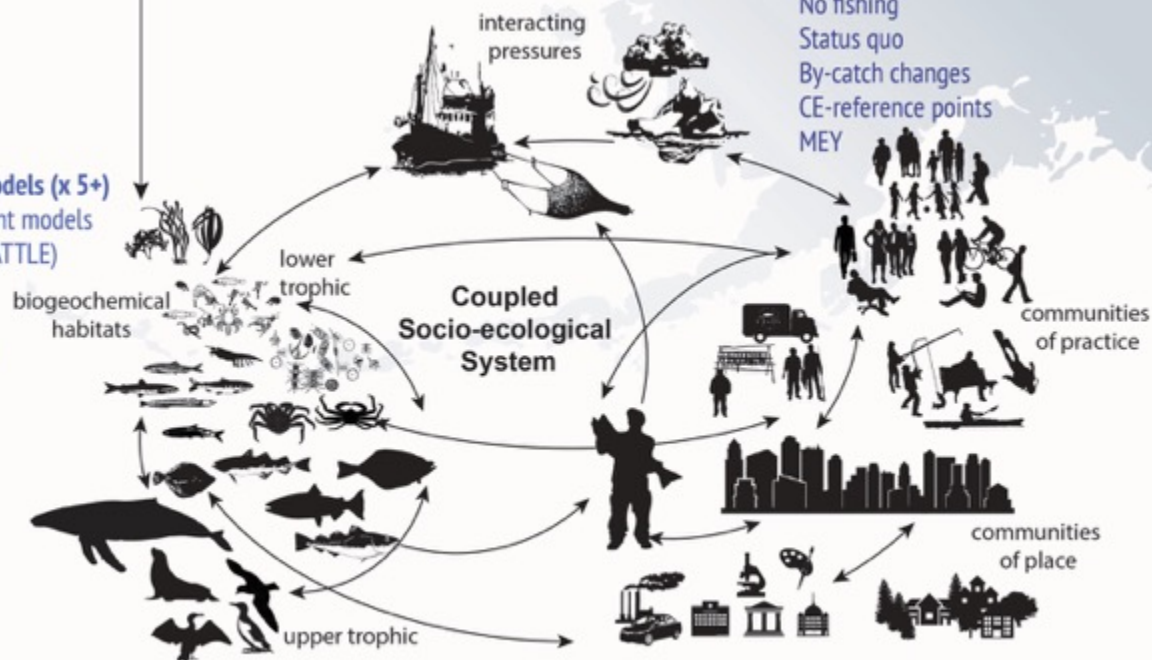 No fishing
Status quo
By-catch changes
CE-reference points
MEY
interacting
pressures
odels (x 5+)
nt models
ATTLE)
lower
trophic
biogeochemical
habitats
Coupled
Socio-ecological
System
communities
of practice
communities
of place
upper trophic